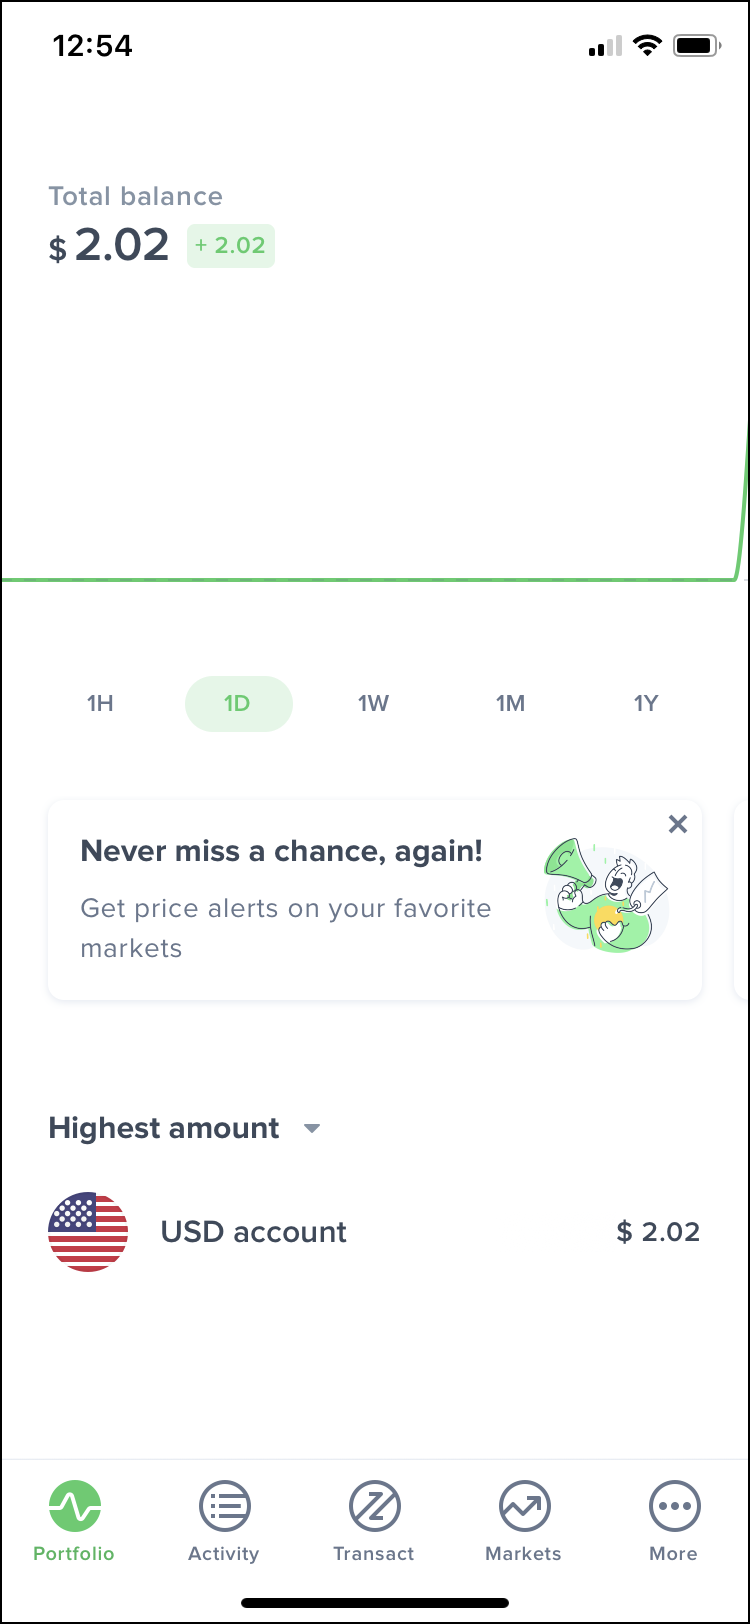 12:54
Total balance
$ 2.02 + 2.02
1H 1D 1W 1M 1Y
Never miss a chance, again!
Get price alerts on your favorite
markets
Highest amount
USD account $ 2.02
Portfolio Activity Transact Markets More